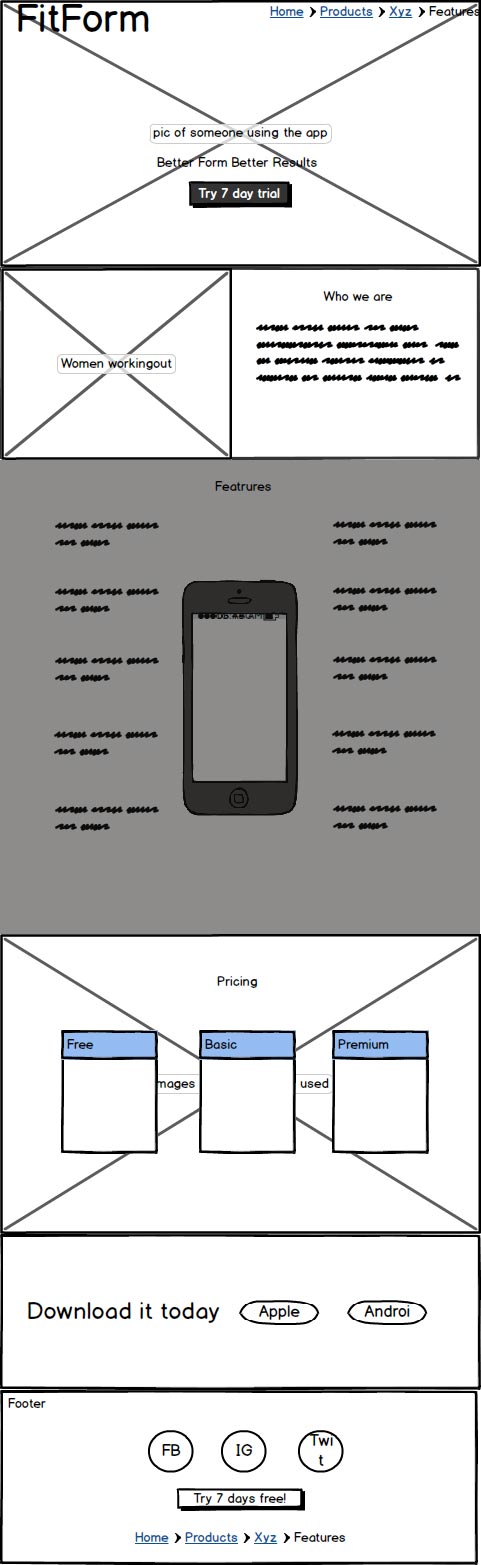 FitForm
Home > Products > Xyz > Features
pic of someone using the app
Better Form Better Results
Try 7 day trial
Women workingout
Who we are
Featrures
Pricing
Free
Basic
Premium
mages
used
Download it today
Apple
Androi
Footer
FB
IG
Twi
t
Try 7 days free!
Home > Products > Xyz > Features